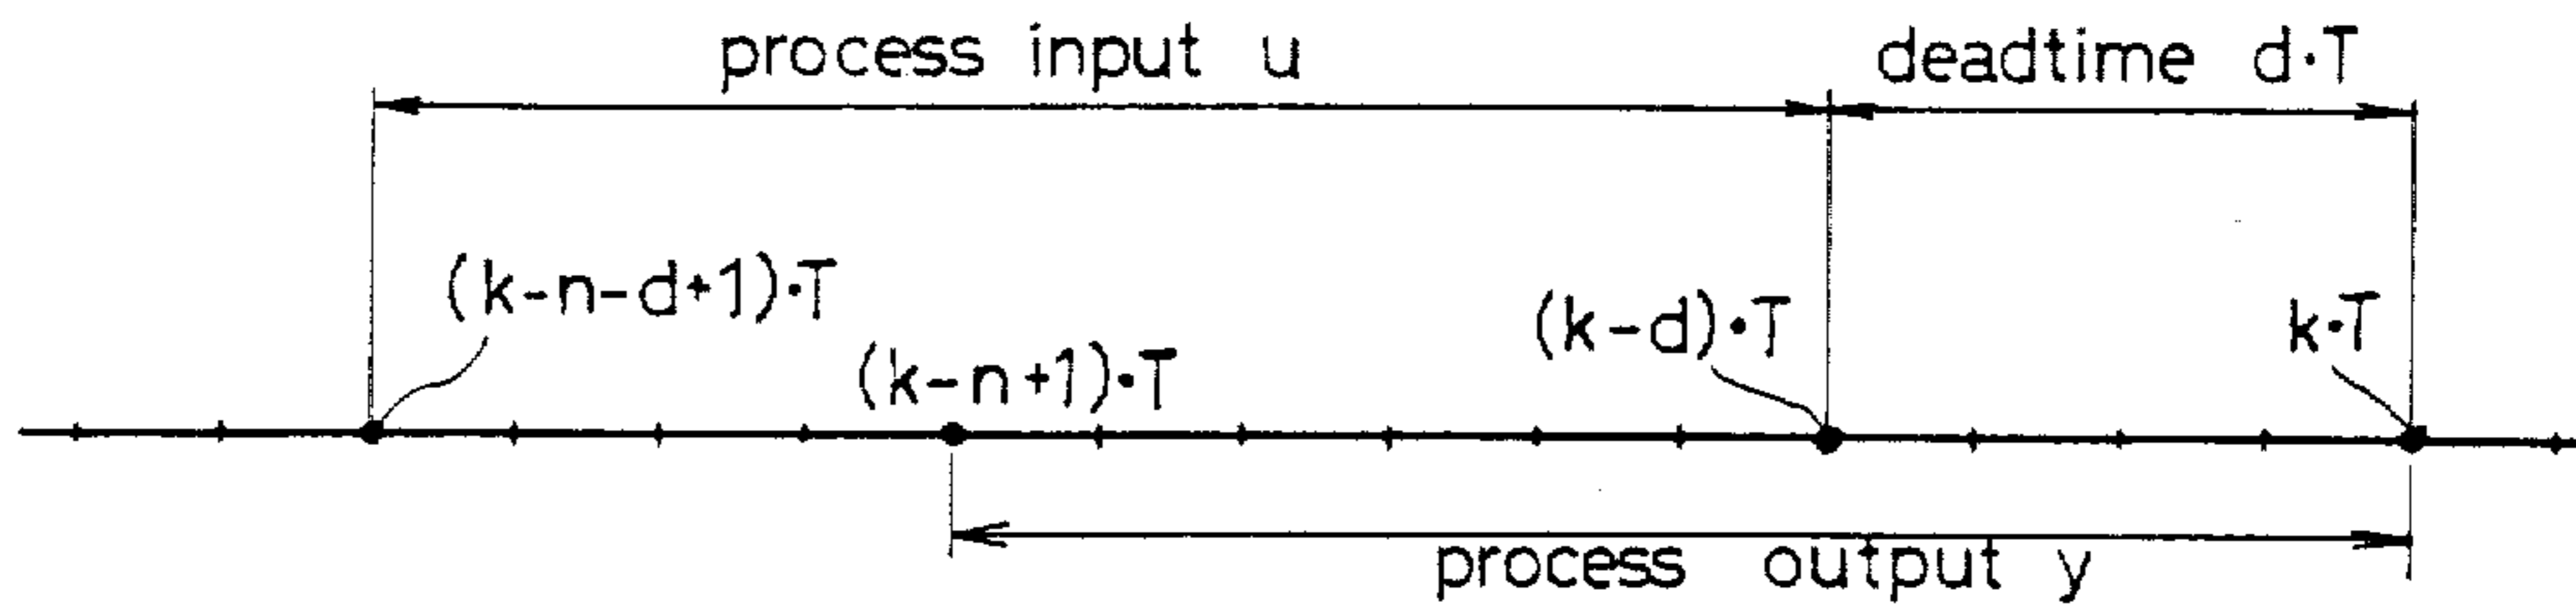 process input u
deadtime d·T
(k-n-d+1)·T
(k-n+1)·T
(k-d)·T
k·T
process output y